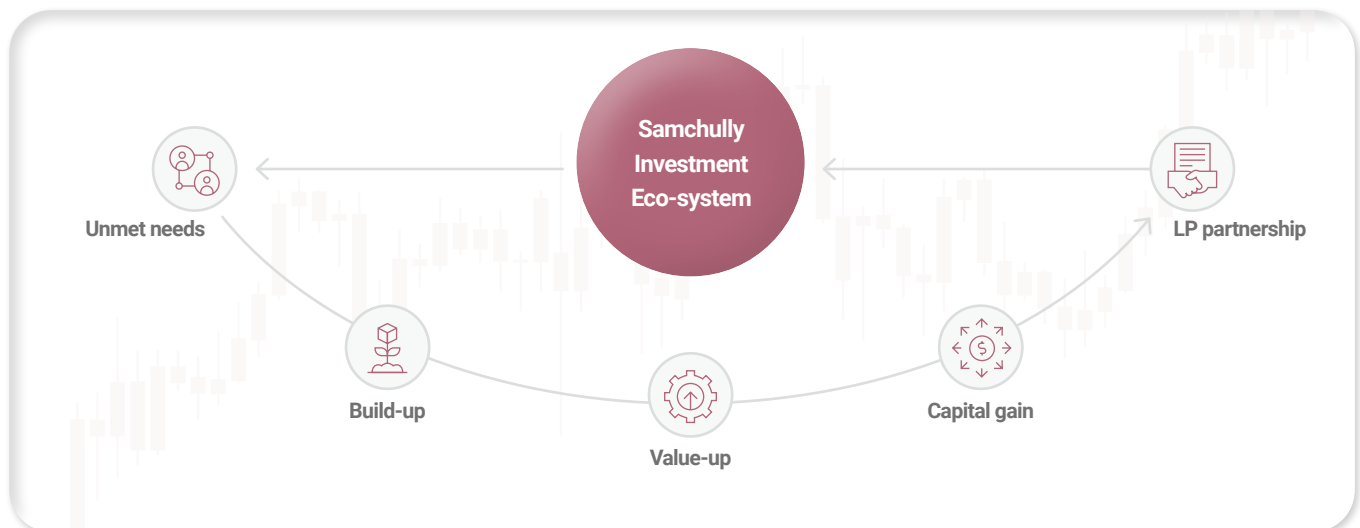 Samchully
Investment
Eco-system
Unmet needs
LP partnership
Build-up
Capital gain
Value-up